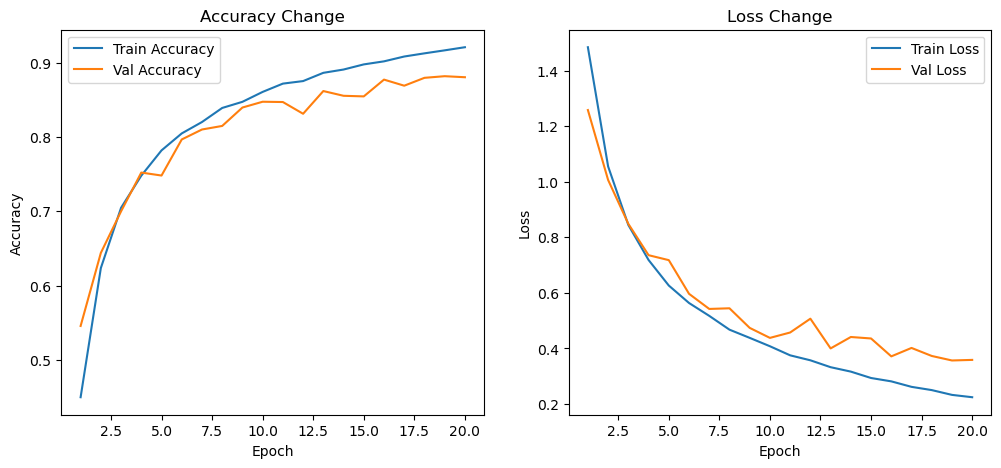 Accuracy Change
Train Accuracy
Val Accuracy
Accuracy
0.9
0.8
0.7
0.6
0.5
2.5 5.0 7.5 10.0 12.5 15.0 17.5 20.0
Epoch
Loss Change
Train Loss
Val Loss
Loss
1.4
1.2
1.0
0.8
0.6
0.4
0.2
2.5 5.0 7.5 10.0 12.5 15.0 17.5 20.0
Epoch